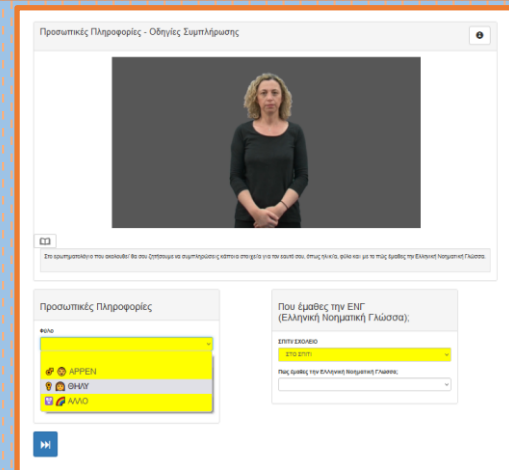 Προσωπικές Πληροφορίες - Οδηγίες Συμπλήρωσης
Στο ερωτηματολόγιο που ακολουθεί θα σου ζητήσουμε να συμπληρώσεις κάποια στοιχεία για τον εαυτό σου, όπως ηλικία, φύλο και με το πώς έμαθες την Ελληνική Νοηματική Γλώσσα.
Προσωπικές Πληροφορίες
Φύλο
ΑΡΡΕΝ
ΘΗΛΥ
ΑΛΛΟ
Που έμαθες την ΕΝΓ
(Ελληνική Νοηματική Γλώσσα);
ΣΠΙΤΙ/ ΣΧΟΛΕΙΟ
ΣΤΟ ΣΠΙΤΙ
Πως έμαθες την Ελληνική Νοηματική Γλώσσα;